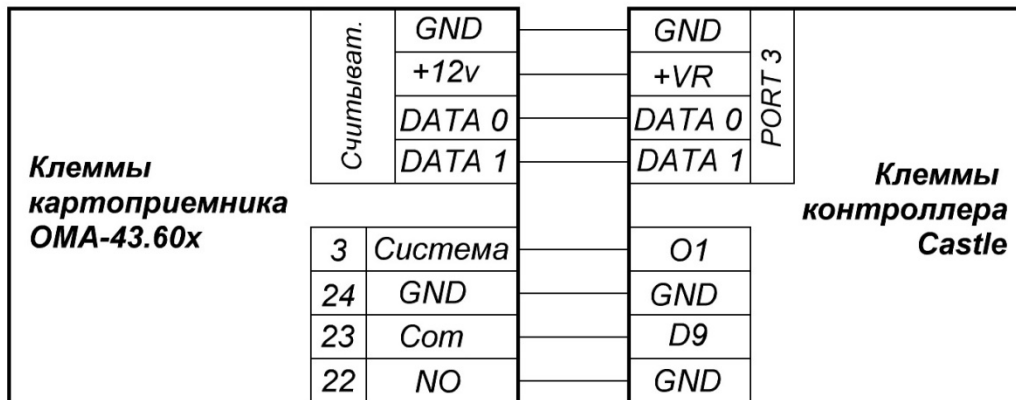 Клеммы
картоприемника
ОМА-43.60х
Считыват.
GND
+12v
DATA 0
DATA 1
3 Система
24 GND
23 Com
22 NO
GND
+VR
DATA 0
DATA 1
PORT 3
O1
GND
D9
GND
Клеммы
контроллера
Castle